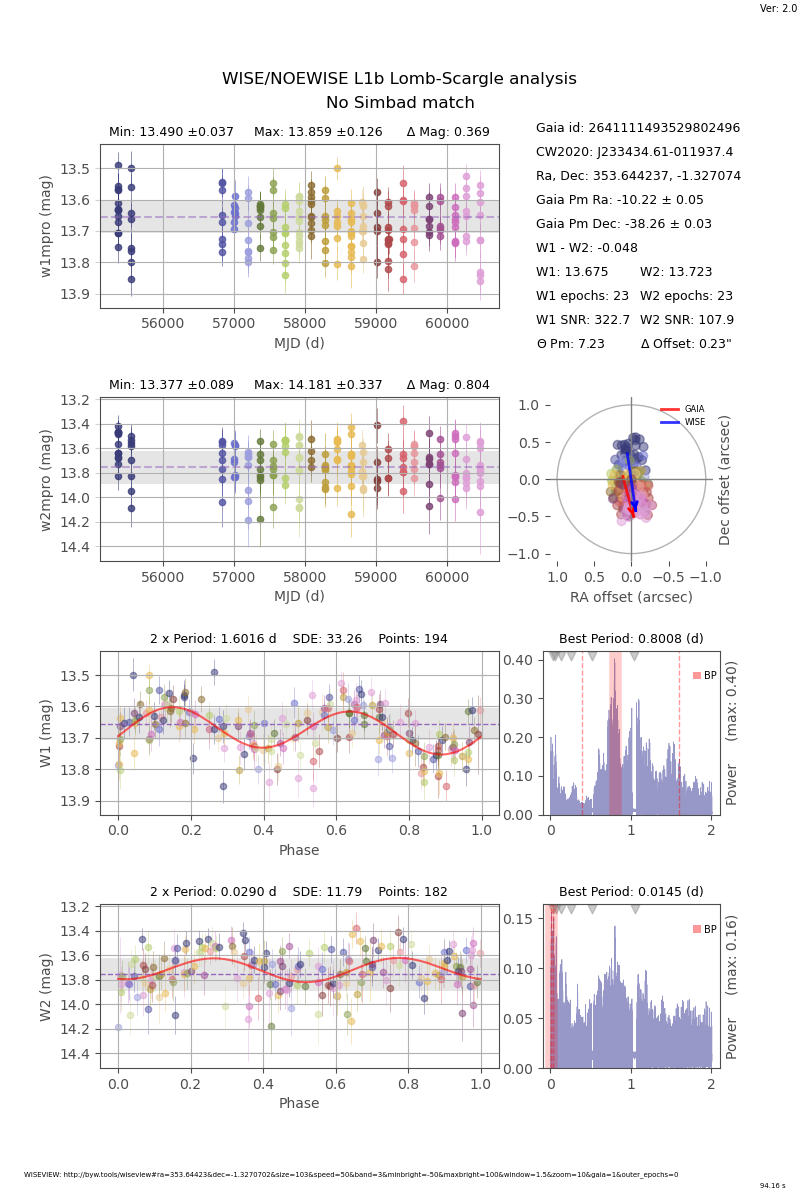 Ver: 2.0
WISE/NOEWISE L1b Lomb-Scargle analysis
No Simbad match
Min: 13.490 ±0.037 Max: 13.859 ±0.126 Δ Mag: 0.369
13.5
13.6
13.7
13.8
13.9
w1mpro (mag)
56000 57000 58000 59000 60000
MJD (d)
Gaia id: 2641111493529802496
CW2020: J233434.61-011937.4
Ra, Dec: 353.644237, -1.327074
Gaia Pm Ra: -10.22 ± 0.05
Gaia Pm Dec: -38.26 ± 0.03
W1 - W2: -0.048
W1: 13.675 W2: 13.723
W1 epochs: 23 W2 epochs: 23
W1 SNR: 322.7 W2 SNR: 107.9
Θ Pm: 7.23 Δ Offset: 0.23"
Min: 13.377 ±0.089 Max: 14.181 ±0.337 Δ Mag: 0.804
13.2
13.4
13.6
13.8
14.0
14.2
14.4
w2mpro (mag)
56000 57000 58000 59000 60000
MJD (d)
GAIA
WISE
1.0
0.5
0.0
−0.5
−1.0
1.0 0.5 0.0 −0.5 −1.0
RA offset (arcsec)
Dec offset (arcsec)
2 x Period: 1.6016 d SDE: 33.26 Points: 194
13.5
13.6
13.7
13.8
13.9
W1 (mag)
0.0 0.2 0.4 0.6 0.8 1.0
Phase
Best Period: 0.8008 (d)
BP
0.40
0.30
0.20
0.10
0.00
0 1 2
Power (max: 0.40)
2 x Period: 0.0290 d SDE: 11.79 Points: 182
13.2
13.4
13.6
13.8
14.0
14.2
14.4
W2 (mag)
0.0 0.2 0.4 0.6 0.8 1.0
Phase
Best Period: 0.0145 (d)
BP
0.15
0.10
0.05
0.00
0 1 2
Power (max: 0.16)
WISEVIEW: http://byw.tools/wiseview#ra=353.64423&dec=-1.3270702&size=103&speed=50&band=3&minbright=-50&maxbright=100&window=1.5&zoom=10&gaia=1&outer_epochs=0
94.16 s